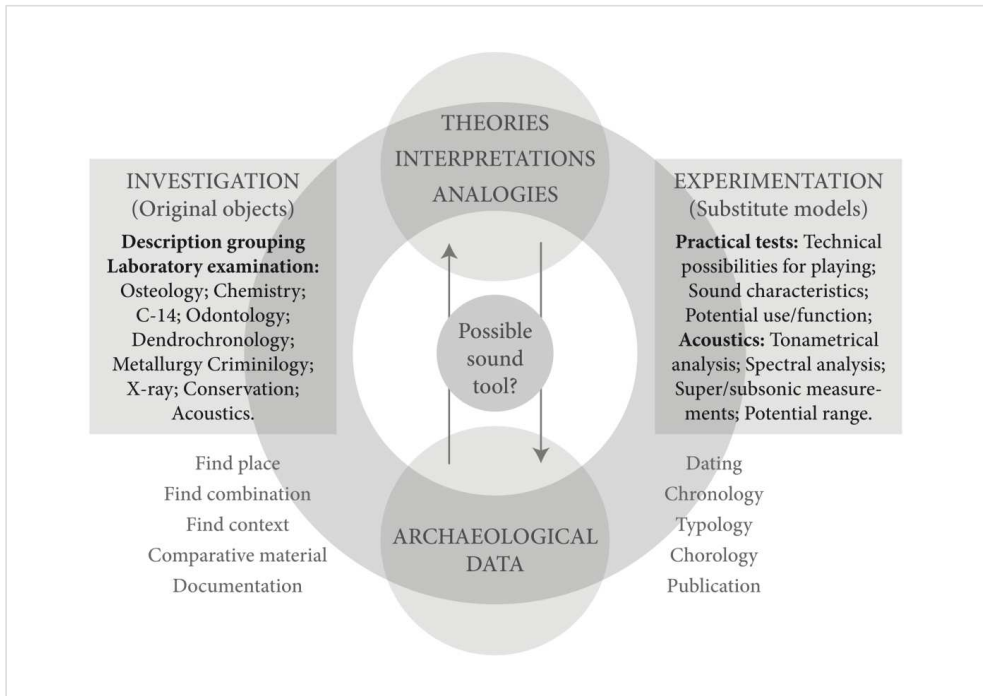 THEORIES
INTERPRETATIONS
ANALOGIES
INVESTIGATION
(Original objects)
Description grouping
Laboratory examination:
Osteology; Chemistry;
C-14; Odontology;
Dendrochronology;
Metallurgy Criminilogy;
X-ray; Conservation;
Acoustics.
Possible
sound
tool?
EXPERIMENTATION
(Substitute models)
Practical tests: Technical
possibilities for playing;
Sound characteristics;
Potential use/function;
Acoustics: Tonametrical
analysis; Spectral analysis;
Super/subsonic measure-
ments; Potential range.
Find place
Find combination
Find context
Comparative material
Documentation
ARCHAEOLOGICAL
DATA
Dating
Chronology
Typology
Chorology
Publication